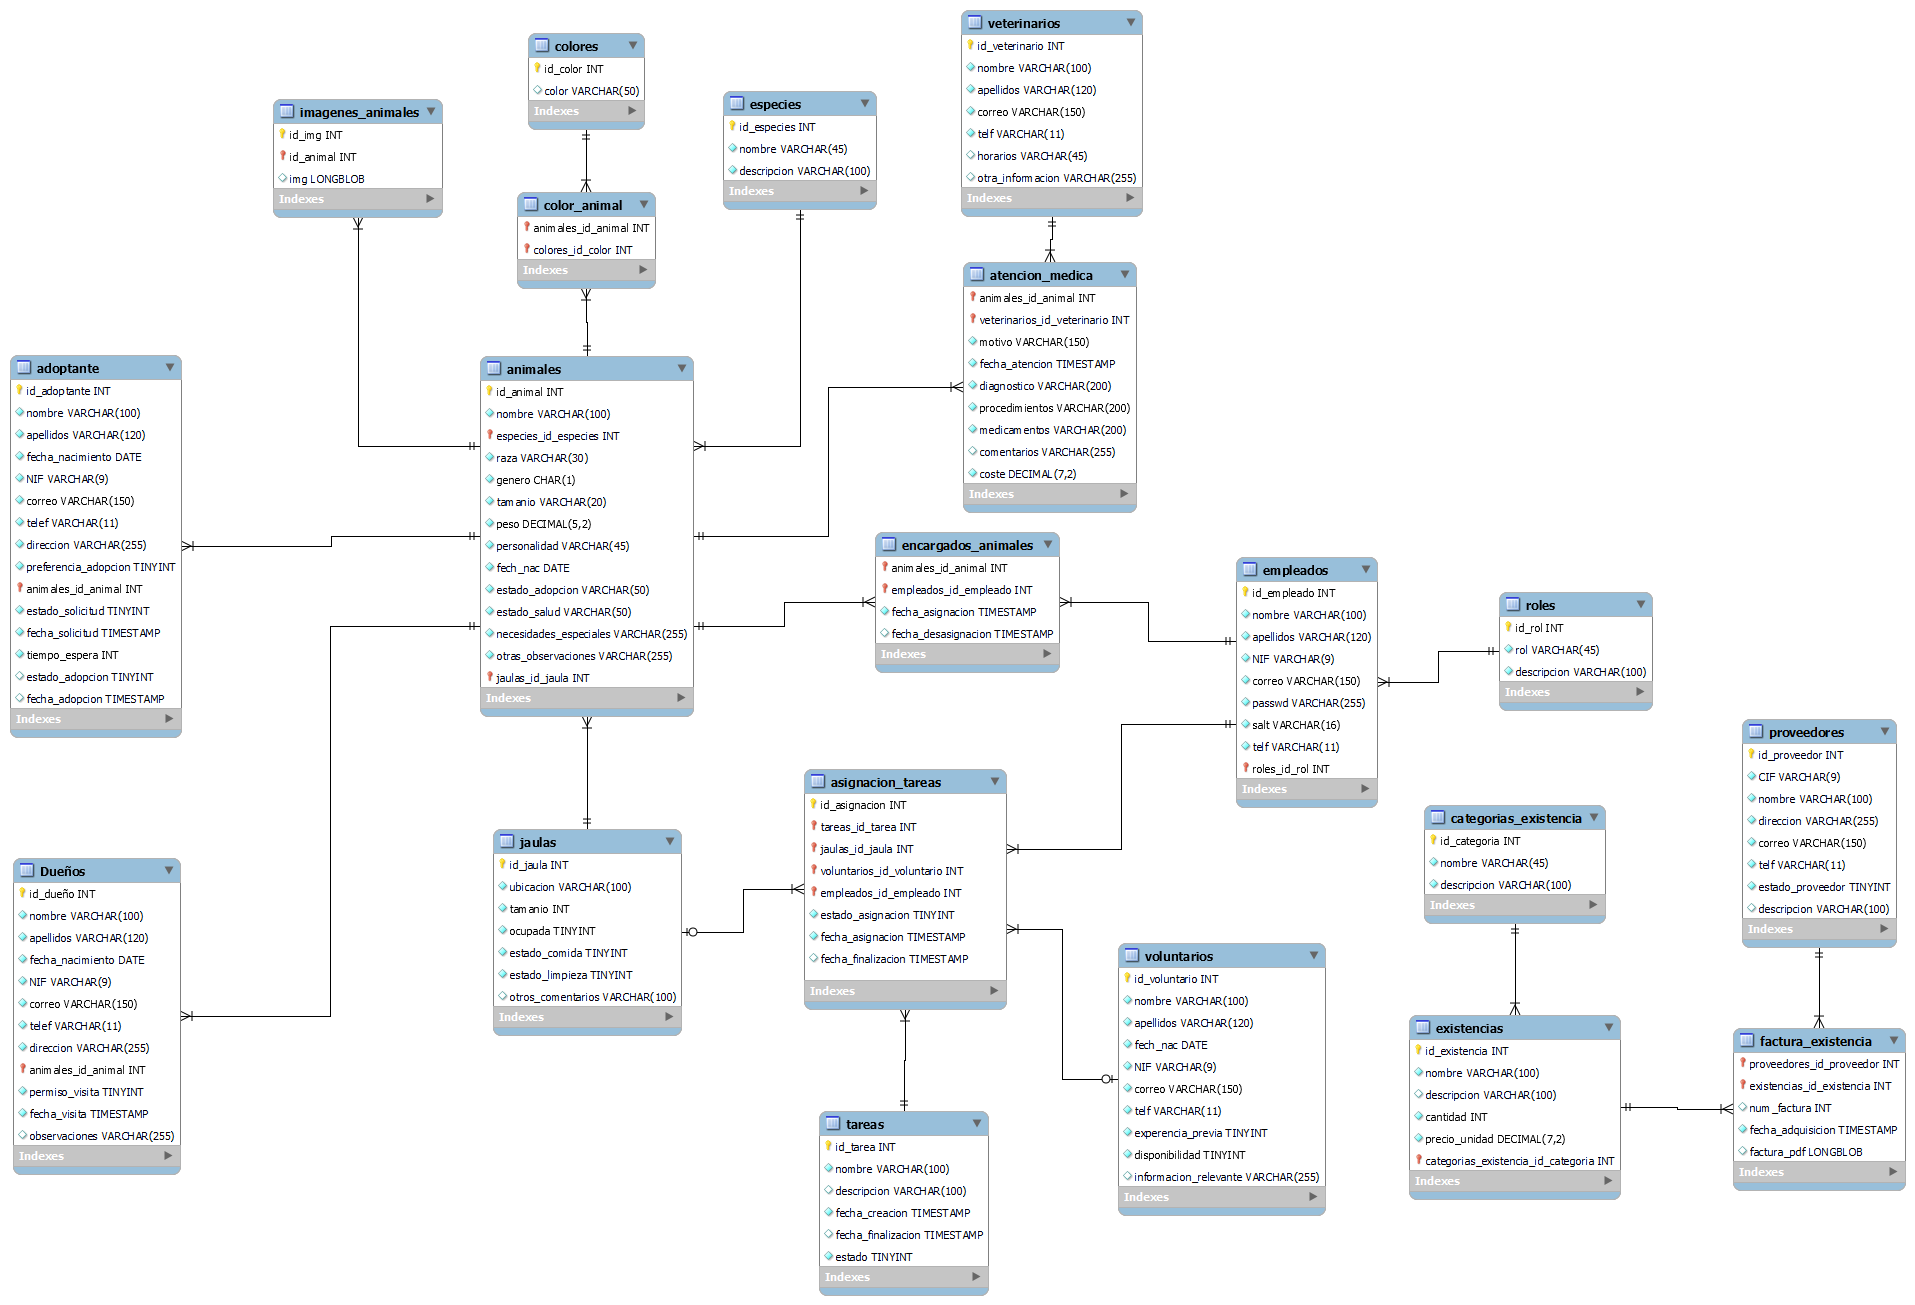 colores
id_color INT
color VARCHAR(50)
Indexes
imagenes_animales
id_img INT
id_animal INT
img LONGBLOB
Indexes
color_animal
animales_id_animal INT
colores_id_color INT
Indexes
especies
id_especies INT
nombre VARCHAR(45)
descripcion VARCHAR(100)
Indexes
veterinarios
id_veterinario INT
nombre VARCHAR(100)
apellidos VARCHAR(120)
correo VARCHAR(150)
telf VARCHAR(11)
horarios VARCHAR(45)
otra_informacion VARCHAR(255)
Indexes
atencion_medica
animales_id_animal INT
veterinarios_id_veterinario INT
motivo VARCHAR(150)
fecha_atencion TIMESTAMP
diagnostico VARCHAR(200)
procedimientos VARCHAR(200)
medicamentos VARCHAR(200)
comentarios VARCHAR(255)
coste DECIMAL(7,2)
Indexes
adoptante
id_adoptante INT
nombre VARCHAR(100)
apellidos VARCHAR(120)
fecha_nacimiento DATE
NIF VARCHAR(9)
correo VARCHAR(150)
telef VARCHAR(11)
direccion VARCHAR(255)
preferencia_adopcion TINYINT
animales_id_animal INT
estado_solicitud TINYINT
fecha_solicitud TIMESTAMP
tiempo_espera INT
estado_adopcion TINYINT
fecha_adopcion TIMESTAMP
Indexes
animales
id_animal INT
nombre VARCHAR(100)
especies_id_especies INT
raza VARCHAR(30)
genero CHAR(1)
tamanio VARCHAR(20)
peso DECIMAL(5,2)
personalidad VARCHAR(45)
fech_nac DATE
estado_adopcion VARCHAR(50)
estado_salud VARCHAR(50)
necesidades_especiales VARCHAR(255)
otras_observaciones VARCHAR(255)
jaulas_id_jaula INT
Indexes
encargados_animales
animales_id_animal INT
empleados_id_empleado INT
fecha_asignacion TIMESTAMP
fecha_desasignacion TIMESTAMP
Indexes
empleados
id_empleado INT
nombre VARCHAR(100)
apellidos VARCHAR(120)
NIF VARCHAR(9)
correo VARCHAR(150)
passwd VARCHAR(255)
salt VARCHAR(16)
telf VARCHAR(11)
roles_id_rol INT
Indexes
roles
id_rol INT
rol VARCHAR(45)
descripcion VARCHAR(100)
Indexes
proveedores
id_proveedor INT
CIF VARCHAR(9)
nombre VARCHAR(100)
direccion VARCHAR(255)
correo VARCHAR(150)
telf VARCHAR(11)
estado_proveedor TINYINT
descripcion VARCHAR(100)
Indexes
categorias_existencia
id_categoria INT
nombre VARCHAR(45)
descripcion VARCHAR(100)
Indexes
asignacion_tareas
id_asignacion INT
tareas_id_tarea INT
jaulas_id_jaula INT
voluntarios_id_voluntario INT
empleados_id_empleado INT
estado_asignacion TINYINT
fecha_asignacion TIMESTAMP
fecha_finalizacion TIMESTAMP
Indexes
jaulas
id_jaula INT
ubicacion VARCHAR(100)
tamanio INT
ocupada TINYINT
estado_comida TINYINT
estado_limpieza TINYINT
otros_comentarios VARCHAR(100)
Indexes
Dueños
id_dueño INT
nombre VARCHAR(100)
apellidos VARCHAR(120)
fecha_nacimiento DATE
NIF VARCHAR(9)
correo VARCHAR(150)
telef VARCHAR(11)
direccion VARCHAR(255)
animales_id_animal INT
permiso_visita TINYINT
fecha_visita TIMESTAMP
observaciones VARCHAR(255)
Indexes
voluntarios
id_voluntario INT
nombre VARCHAR(100)
apellidos VARCHAR(120)
fech_nac DATE
NIF VARCHAR(9)
correo VARCHAR(150)
telf VARCHAR(11)
experencia_previa TINYINT
disponibilidad TINYINT
informacion_relevante VARCHAR(255)
Indexes
existencias
id_existencia INT
nombre VARCHAR(100)
descripcion VARCHAR(100)
cantidad INT
precio_unidad DECIMAL(7,2)
categorias_existencia_id_categoria INT
Indexes
factura_existencia
proveedores_id_proveedor INT
existencias_id_existencia INT
num_factura INT
fecha_adquisicion TIMESTAMP
factura_pdf LONGBLOB
Indexes
tareas
id_tarea INT
nombre VARCHAR(100)
descripcion VARCHAR(100)
fecha_creacion TIMESTAMP
fecha_finalizacion TIMESTAMP
estado TINYINT
Indexes